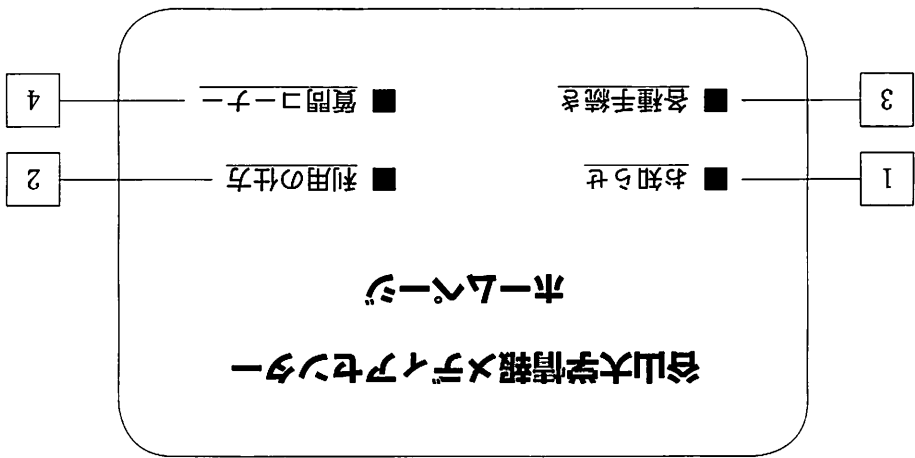 谷山大学情報メディアセンター
ホームページ
1 ■ お知らせ ■ 利用の仕方 2
3 ■ 各種手続き ■ 質問コーナー 4